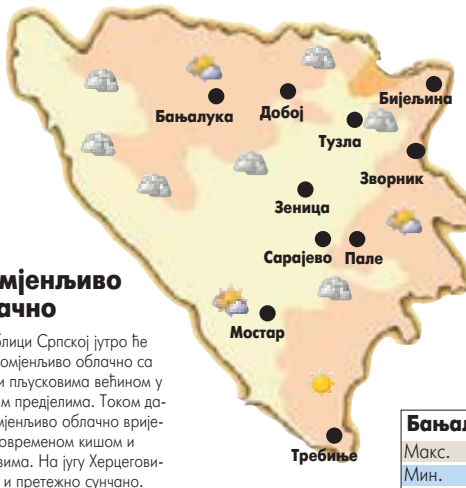 Бањалука
Добој
Бијељина
Тузла
Зворник
Зеница
Сарајево Пале
Мостар
Требиње
мјенљиво
ачно
блици Српској јутро ће
омјенљиво облачно са
и пљусковима већином у
м предјелима. Током да-
мјенљиво облачно врије-
овременом кишом и
вима. На југу Херцегови-
и претежно сунчано.
Бањал
Макс.
Мин.